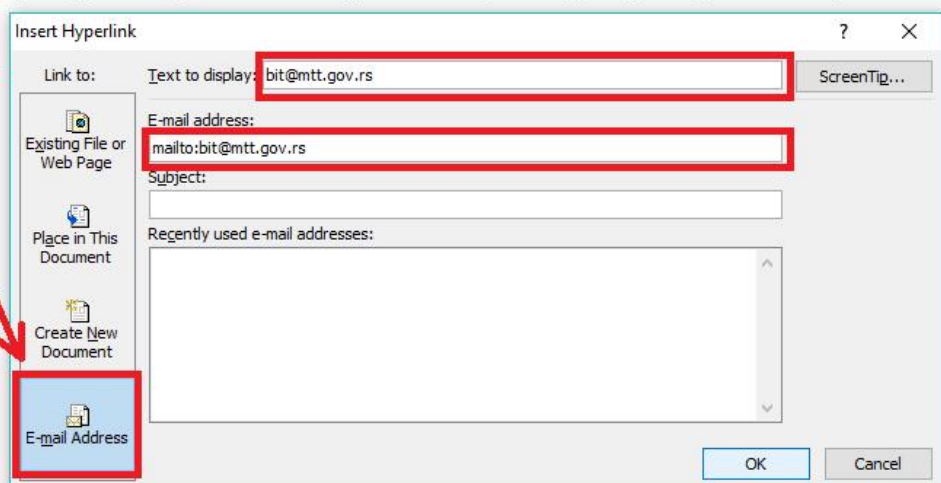 Insert Hyperlink ? X
Link to:
Text to display: bit@mtt.gov.rs
ScreenTip...
Existing File or
Web Page
Place in This
Document
Create New
Document
E-mail Address
E-mail address:
mailto:bit@mtt.gov.rs
Subject:
Recently used e-mail addresses:
OK
Cancel